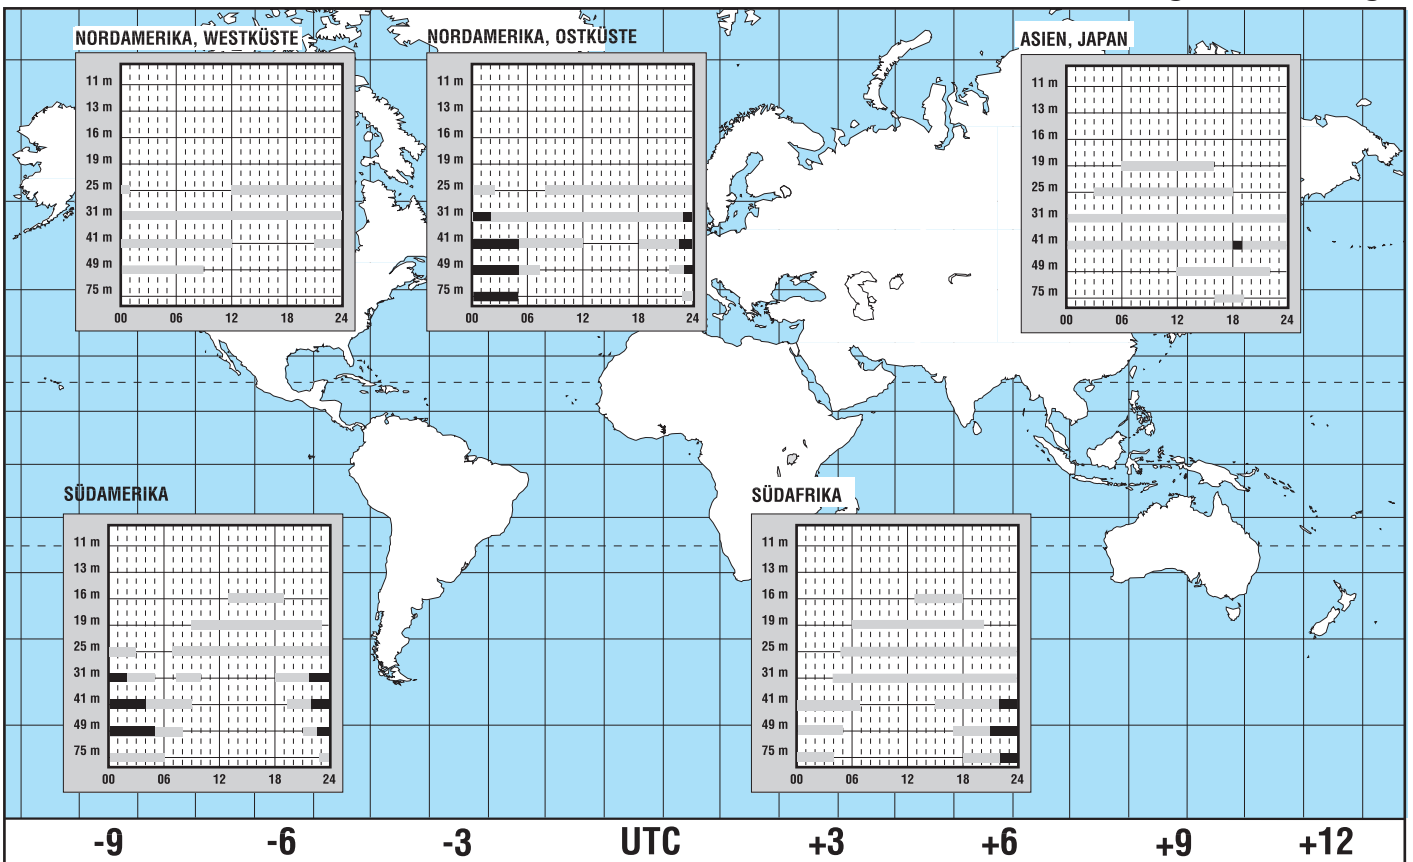 NORDAMERIKA, WESTKÜSTE
11 m
13 m
16 m
19 m
25 m
31 m
41 m
49 m
75 m
00 06 12 18 24
NORDAMERIKA, OSTKÜSTE
11 m
13 m
16 m
19 m
25 m
31 m
41 m
49 m
75 m
00 06 12 18 24
ASIEN, JAPAN
11 m
13 m
16 m
19 m
25 m
31 m
41 m
49 m
75 m
00 06 12 18 24
SÜDAMERIKA
11 m
13 m
16 m
19 m
25 m
31 m
41 m
49 m
75 m
00 06 12 18 24
SÜDAFRIKA
11 m
13 m
16 m
19 m
25 m
31 m
41 m
49 m
75 m
00 06 12 18 24
-9 -6 -3 UTC +3 +6 +9 +12